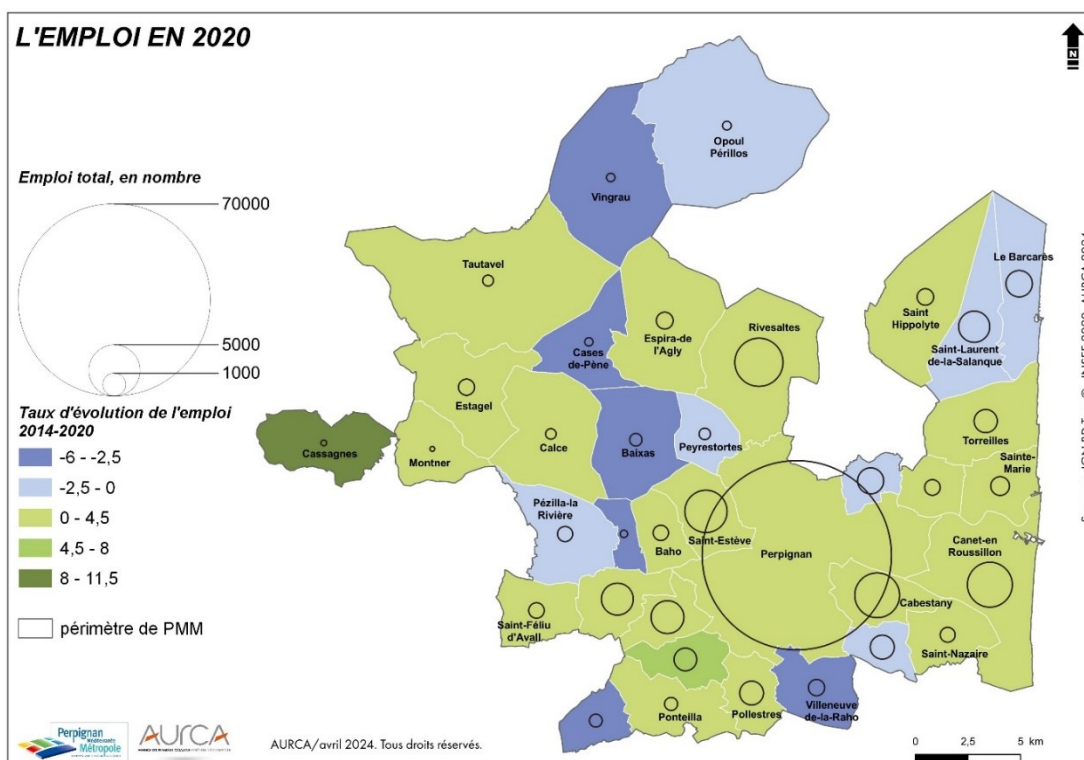 L'EMPLOI EN 2020
N
Emploi total, en nombre
70000
5000
1000
Taux d'évolution de l'emploi
2014-2020
-6 - -2,5
-2,5 - 0
0 - 4,5
4,5 - 8
8 - 11,5
périmètre de PMM
Opoul
Périllos
Vingrau
Tautavel
Le Barcarès
Saint
Hippolyte
Espira-de
l'Agly
Rivesaltes
Cases
de-Pène
Saint-Laurent
de-la-Salanque
Estagel
Cassagnes
Montner
Calce
Baixas
Peyrestortes
Torreilles
Sainte-
Marie
Pézilla-la
Rivière
Baho
Saint-Estève
Perpignan
Canet-en
Roussillon
Cabestany
Saint-Féliu
d'Avall
Saint-Nazaire
Ponteilla
Pollestres
Villeneuve
de-la-Raho
Perpignan
Méditerranée
Métropole
AURCA
AURCA/avril 2024. Tous droits réservés.
0 2,5 5 km